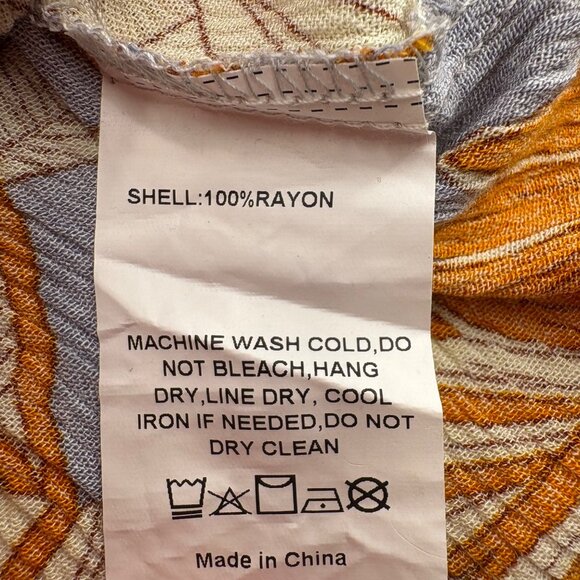 SHELL:100%RAYON
MACHINE WASH COLD,DO
NOT BLEACH,HANG
DRY,LINE DRY, COOL
IRON IF NEEDED,DO NOT
DRY CLEAN
Made in China